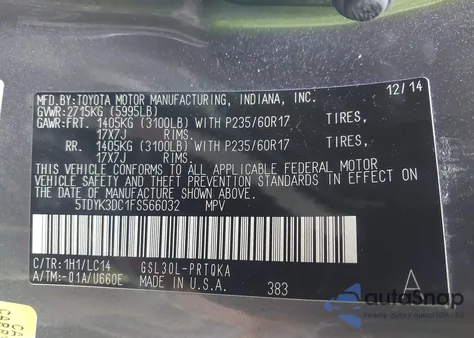 MFD.BY:TOYOTA MOTOR MANUFACTURING, INDIANA, INC. 12/14
GVWR:2715KG (5995LB)
GAWR:FRT. 1405KG (3100LB) WITH P235/60R17 TIRES,
17X7J RIMS.
RR. 1405KG (3100LB) WITH P235/60R17 TIRES,
17X7J RIMS.
THIS VEHICLE CONFORMS TO ALL APPLICABLE FEDERAL MOTOR
VEHICLE SAFETY AND THEFT PREVENTION STANDARDS IN EFFECT ON
THE DATE OF MANUFACTURE SHOWN ABOVE.
5TDYK3DC1FS566032 MPV
C/TR:1H1/LC14 GSL30L-PRTQKA
A/TM:-01A/U660E MADE IN U.S.A. 383 A
autoSnap